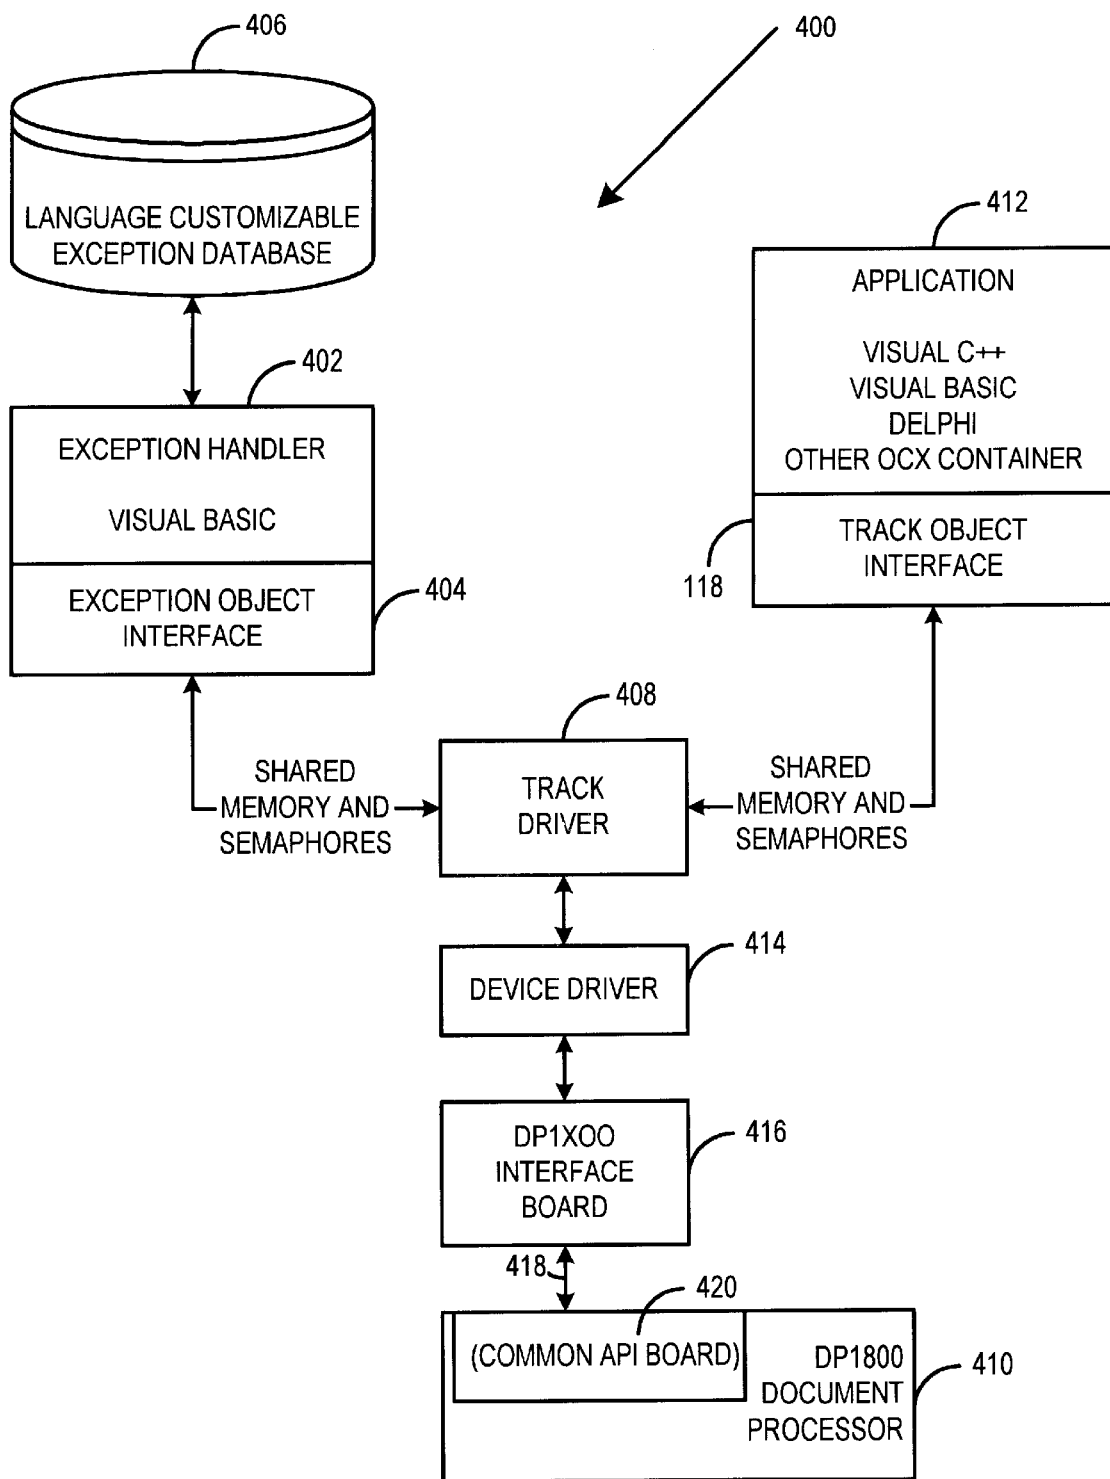 406
400
LANGUAGE CUSTOMIZABLE
EXCEPTION DATABASE
412
APPLICATION
VISUAL C++
VISUAL BASIC
DELPHI
OTHER OCX CONTAINER
402
EXCEPTION HANDLER
VISUAL BASIC
118
TRACK OBJECT
INTERFACE
EXCEPTION OBJECT
INTERFACE
404
408
SHARED
MEMORY AND
SEMAPHORES
TRACK
DRIVER
SHARED
MEMORY AND
SEMAPHORES
414
DEVICE DRIVER
DP1XOO
INTERFACE
BOARD
416
418
420
(COMMON API BOARD)
DP1800
DOCUMENT
PROCESSOR
410